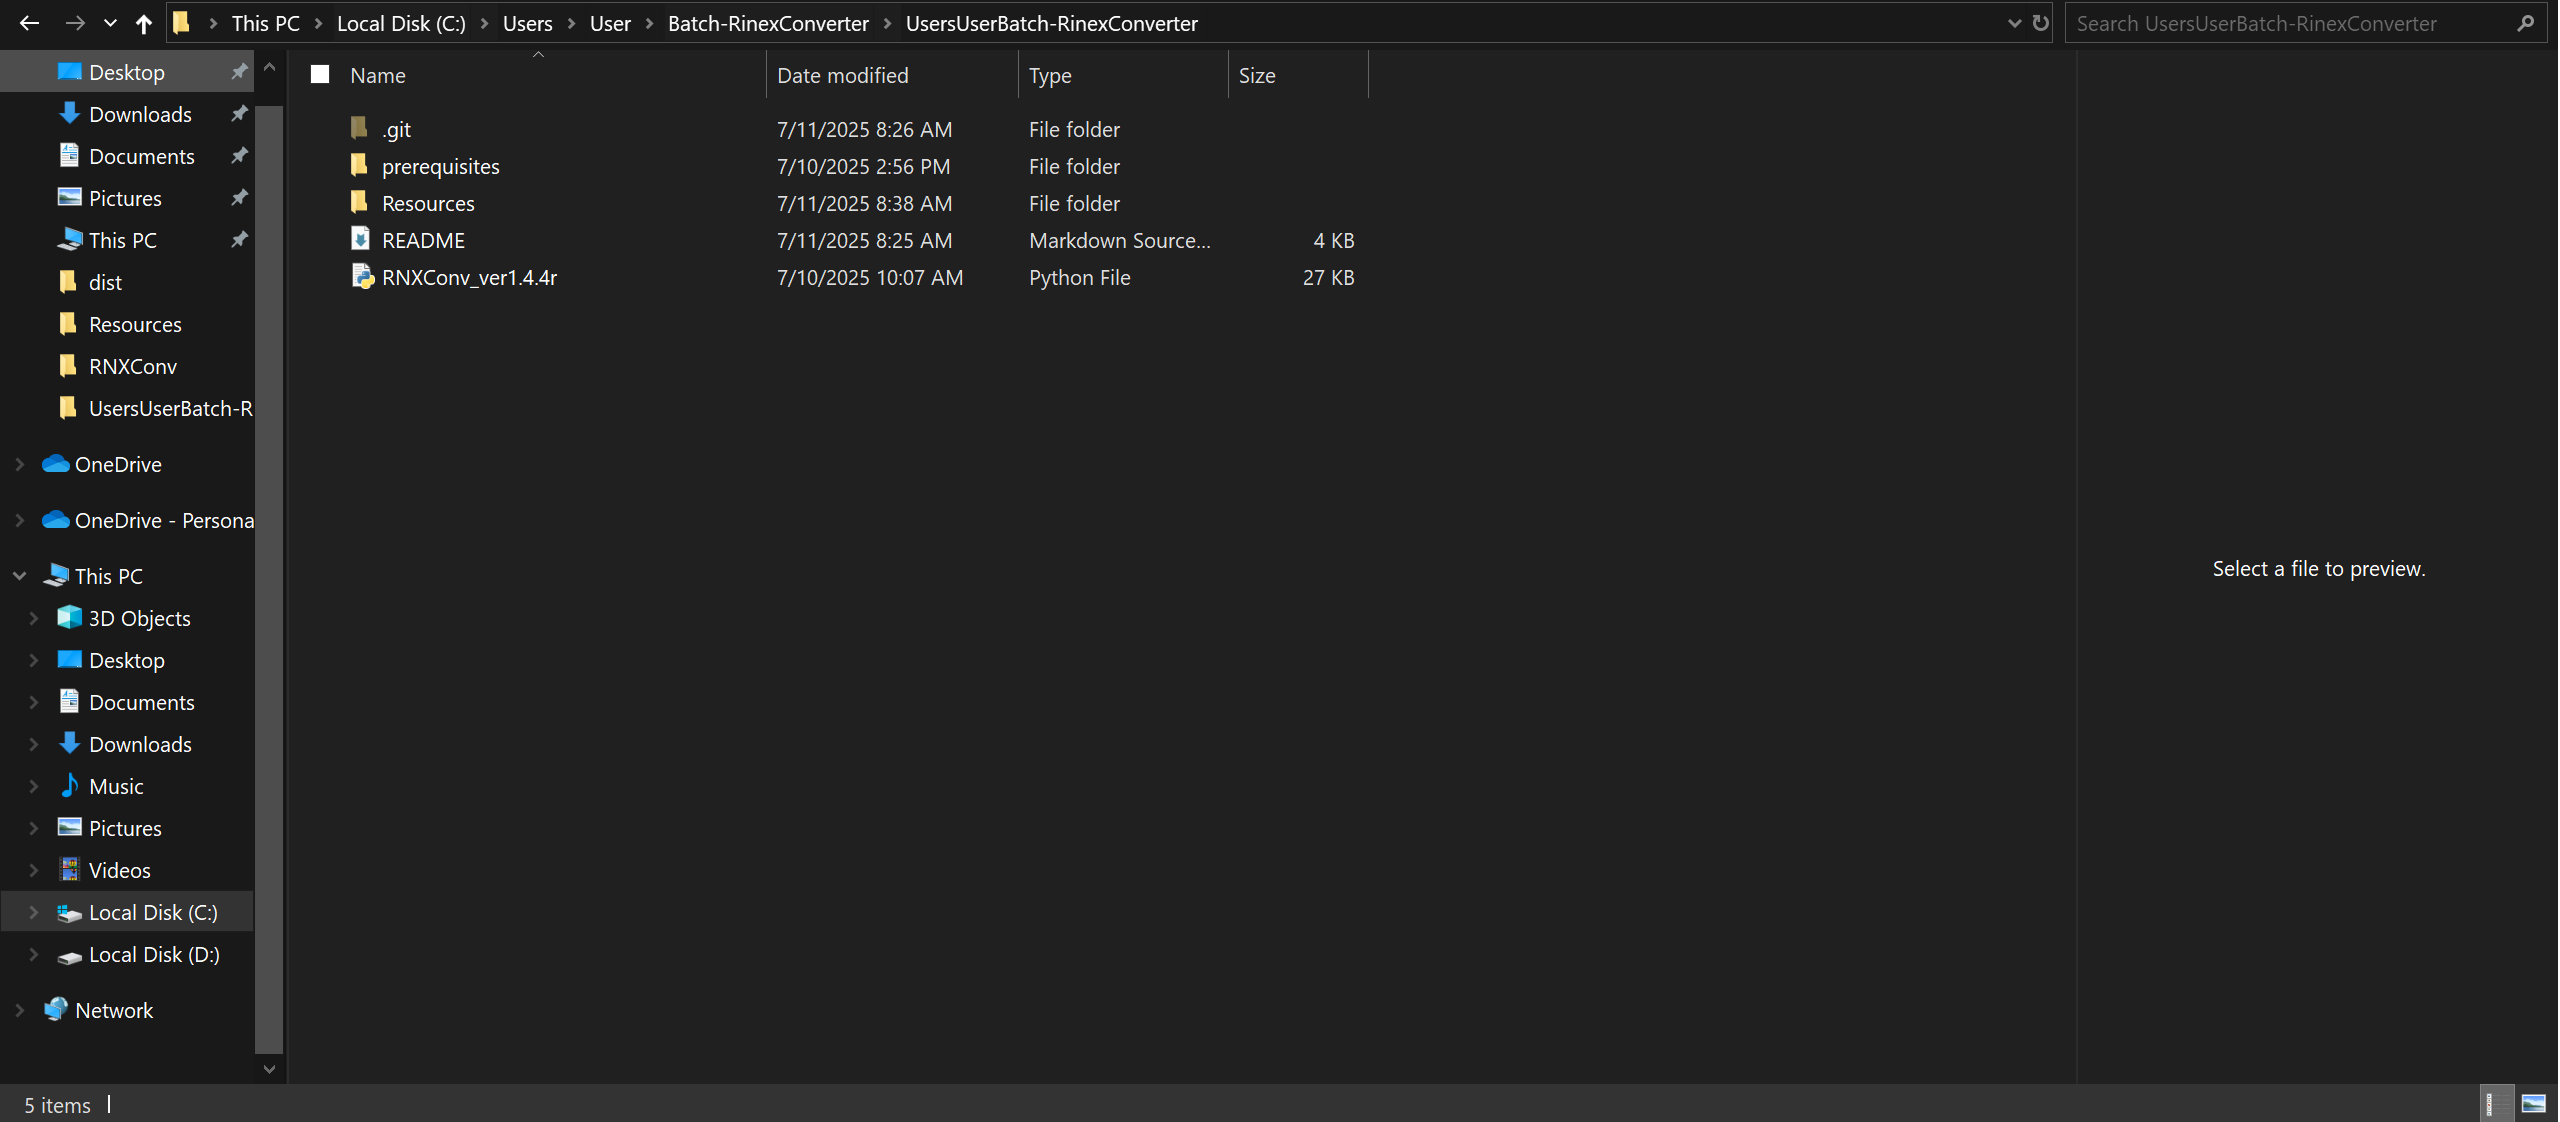 This PC
Local Disk (C:)
Users
User
Batch-RinexConverter
UsersUserBatch-RinexConverter
Search UsersUserBatch-RinexConverter
Desktop
Downloads
Documents
Pictures
This PC
dist
Resources
RNXConv
UsersUserBatch-R
OneDrive
OneDrive - Persona
This PC
3D Objects
Desktop
Documents
Downloads
Music
Pictures
Videos
Local Disk (C:)
Local Disk (D:)
Network
Name Date modified Type Size
.git 7/11/2025 8:26 AM File folder
prerequisites 7/10/2025 2:56 PM File folder
Resources 7/11/2025 8:38 AM File folder
README 7/11/2025 8:25 AM Markdown Source... 4 KB
RNXConv_ver1.4.4r 7/10/2025 10:07 AM Python File 27 KB
Select a file to preview.
5 items